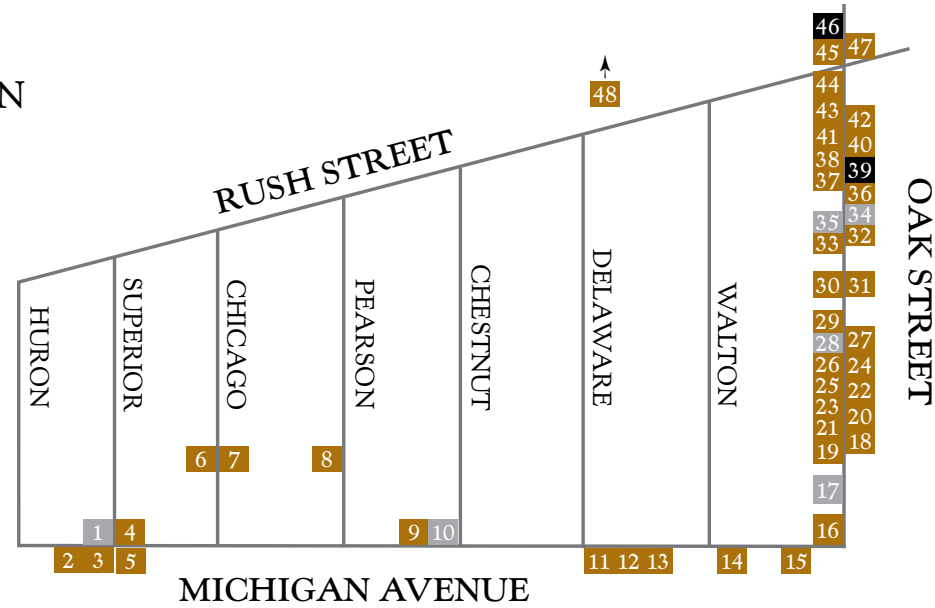 N
46
45 47
44
43
42
41 40
38
39
37
36
35 34
33 32
30 31
29
28 27
26 24
25
22
23
20
21
18
19
17
16
48
RUSH STREET
OAK STREET
HURON
SUPERIOR
CHICAGO
PEARSON
CHESTNUT
DELAWARE
WALTON
6 7
8
1 4
9 10
2 3 5
11 12 13
14
15
MICHIGAN AVENUE